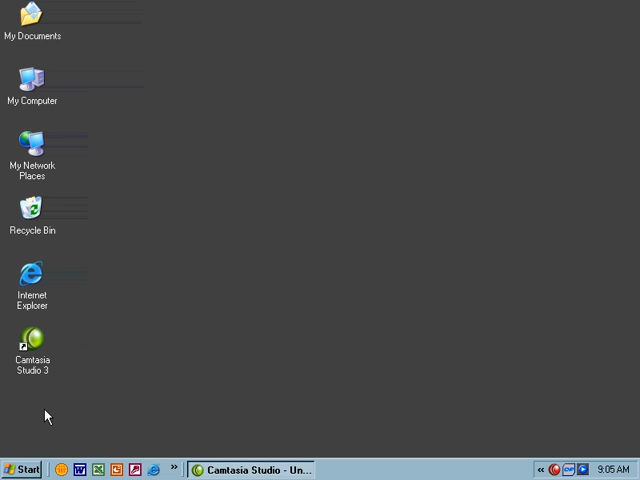 My Documents
My Computer
My Network
Places
Recycle Bin
Internet
Explorer
Camtasia
Studio 3
Start
Camtasia Studio - Un...
9:05 AM